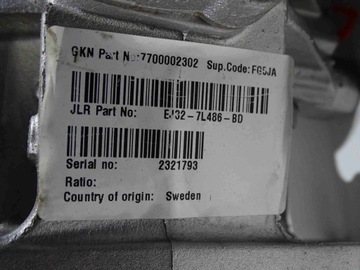 GKN Part No:7700002302 Sup.Code:FG5JA
JLR Part No: EJ32-7L486-BD
Serial no: 2321793
Ratio:
Country of origin: Sweden